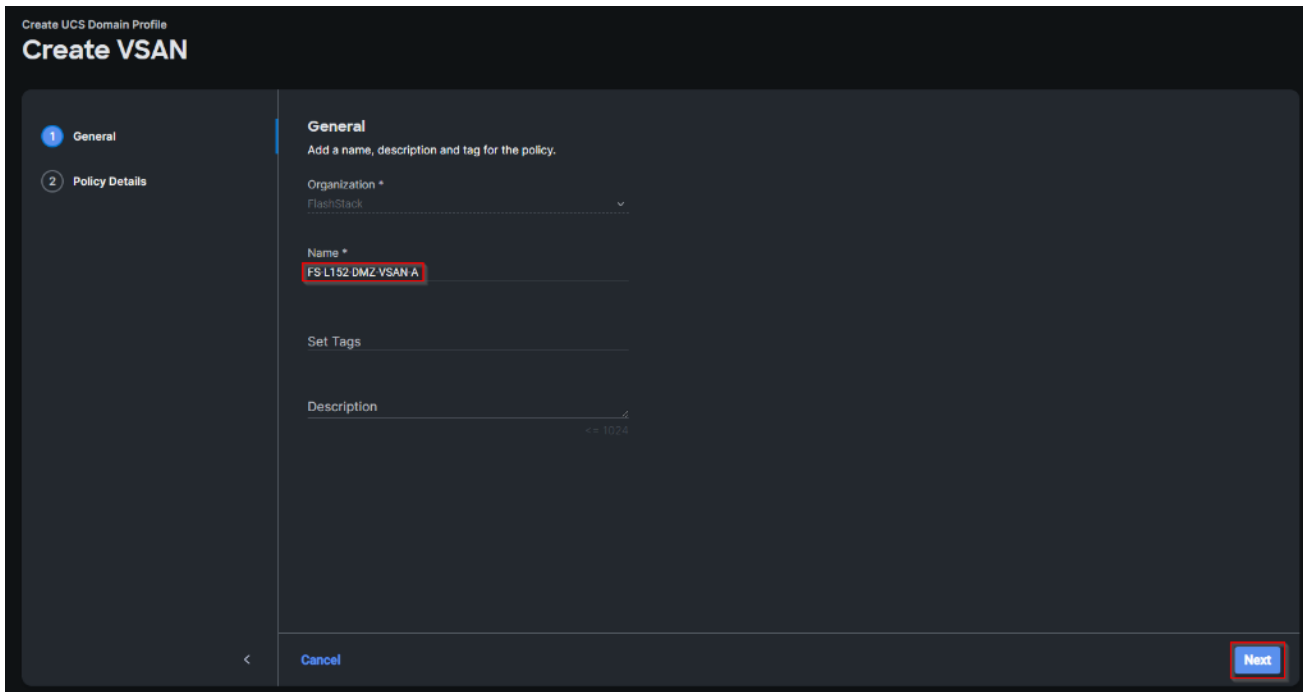 Create UCS Domain Profile
Create VSAN
1 General
2 Policy Details
General
Add a name, description and tag for the policy.
Organization *
FlashStack
Name *
FS-L152-DMZ-VSAN-A
Set Tags
Description
<= 1024
Cancel
Next